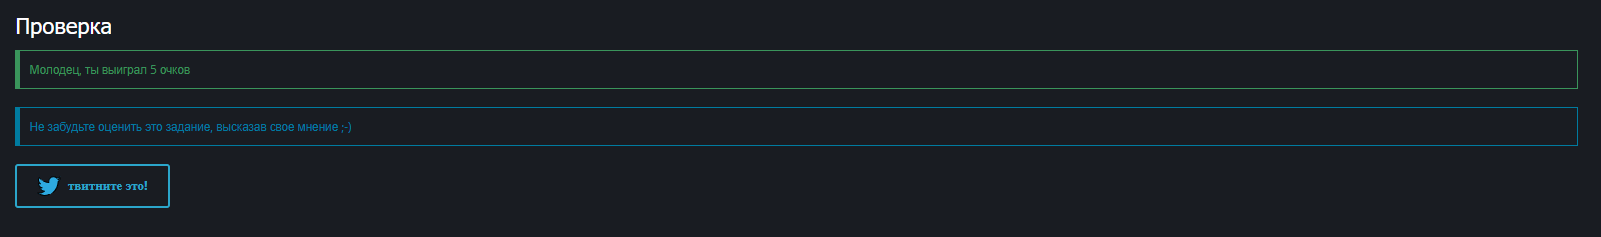 Проверка
Молодец, ты выиграл 5 очков
Не забудьте оценить это задание, высказав свое мнение ;-)
твитните это!